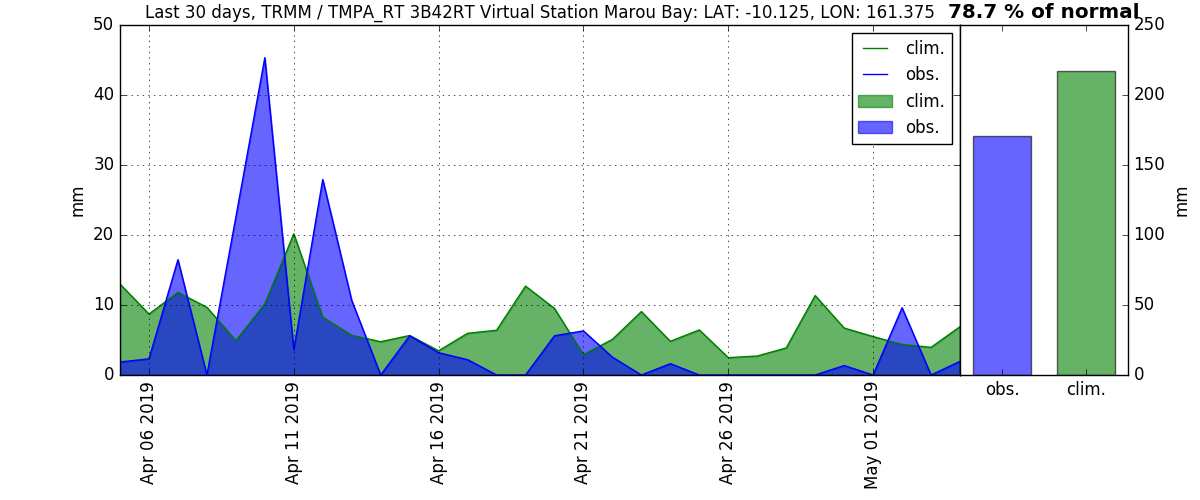 Last 30 days, TRMM / TMPA_RT 3B42RT Virtual Station Marou Bay: LAT: -10.125, LON: 161.375 78.7 % of normal
50
40
30
20
10
0
mm
clim.
obs.
clim.
obs.
250
200
150
100
50
0
mm
obs.
clim.
Apr 06 2019
Apr 11 2019
Apr 16 2019
Apr 21 2019
Apr 26 2019
May 01 2019